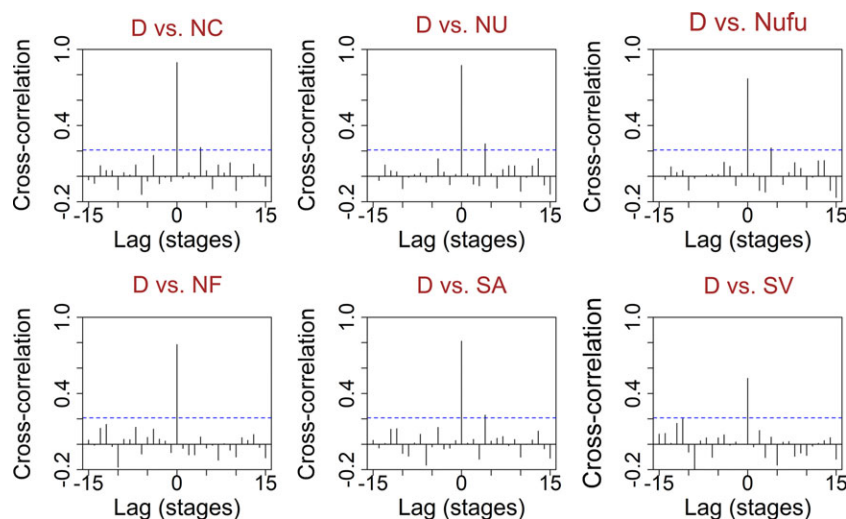 D vs. NC
Cross-correlation
1.0
0.4
-0.2
-15 0 15
Lag (stages)
D vs. NU
Cross-correlation
1.0
0.4
-0.2
-15 0 15
Lag (stages)
D vs. Nufu
Cross-correlation
1.0
0.4
-0.2
-15 0 15
Lag (stages)
D vs. NF
Cross-correlation
1.0
0.4
-0.2
-15 0 15
Lag (stages)
D vs. SA
Cross-correlation
1.0
0.4
-0.2
-15 0 15
Lag (stages)
D vs. SV
Cross-correlation
1.0
0.4
-0.2
-15 0 15
Lag (stages)